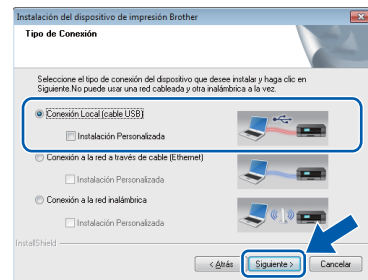 Instalación del dispositivo de impresión Brother
Tipo de Conexión
Seleccione el tipo de conexión del dispositivo que desee instalar y haga clic en
Siguiente.No puede usar una red cableada y otra inalámbrica a la vez.
Conexión Local (cable USB)
Instalación Personalizada
Conexión a la red a través de cable (Ethernet)
Instalación Personalizada
Conexión a la red inalámbrica
Instalación Personalizada
InstallShield
< Atrás
Siguiente >
Cancelar